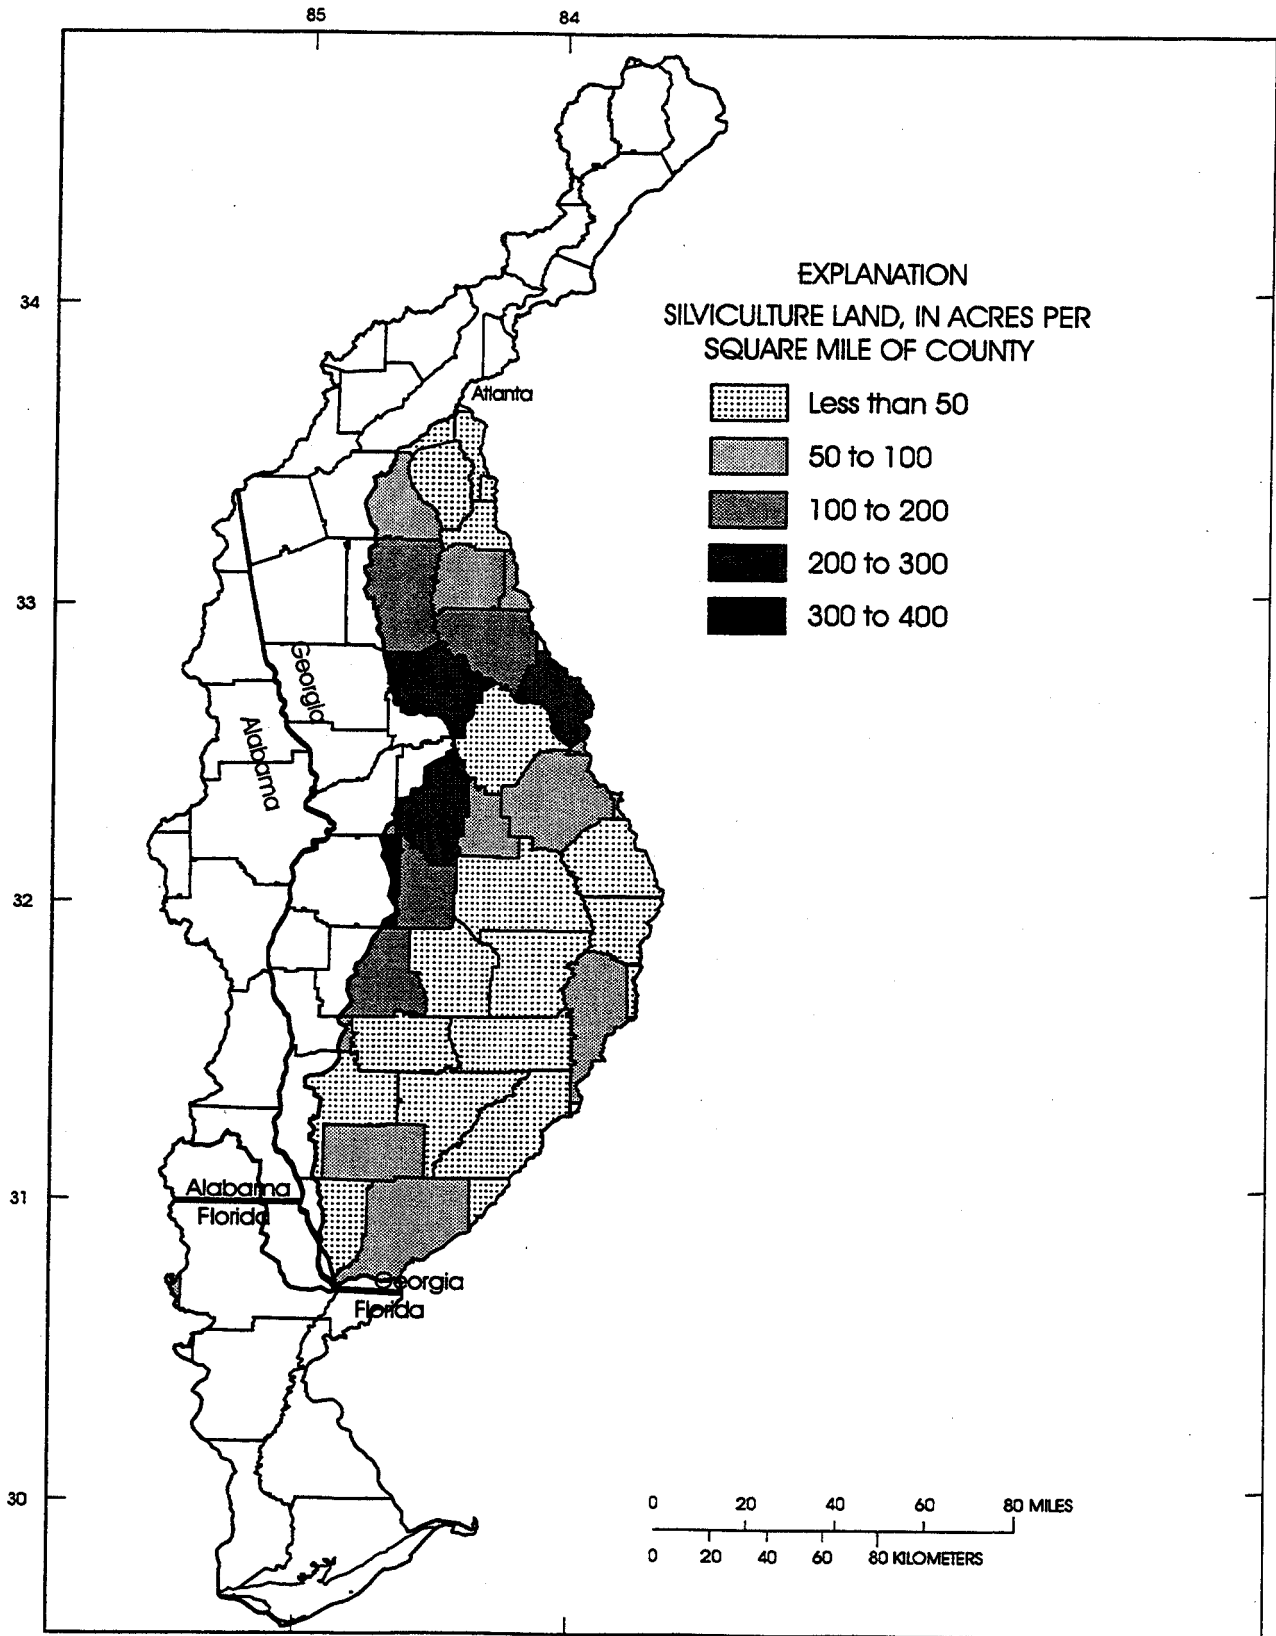 85
84
34
33
32
31
30
EXPLANATION
SILVICULTURE LAND, IN ACRES PER
SQUARE MILE OF COUNTY
Less than 50
50 to 100
100 to 200
200 to 300
300 to 400
Atlanta
Georgia
Alabama
Alabama
Florida
Georgia
Florida
0 20 40 60 80 MILES
0 20 40 60 80 KILOMETERS